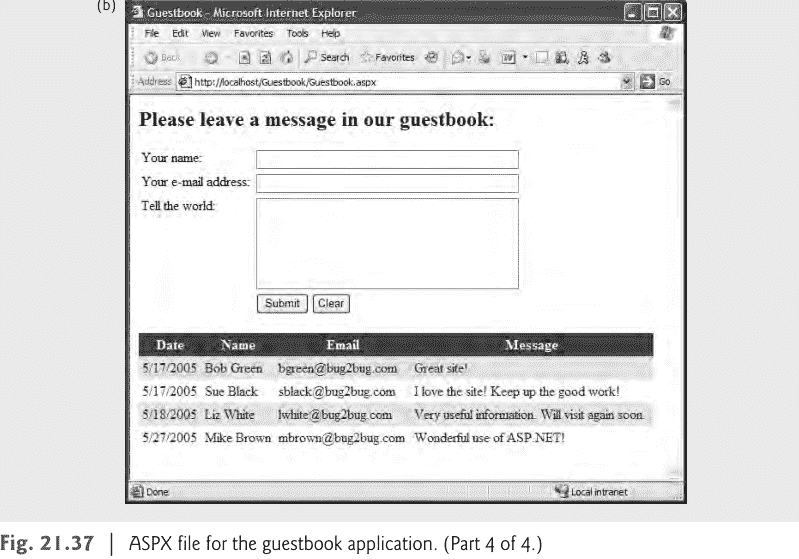 (b)
Guestbook - Microsoft Internet Explorer
File Edit View Favorites Tools Help
Back Search Favorites
Address http://localhost/Guestbook/Guestbook.aspx Go
Please leave a message in our guestbook:
Your name:
Your e-mail address:
Tell the world:
Submit Clear
Date Name Email Message
5/17/2005 Bob Green bgreen@bug2bug.com Great site!
5/17/2005 Sue Black sblack@bug2bug.com I love the site! Keep up the good work!
5/18/2005 Liz White lwhite@bug2bug.com Very useful information. Will visit again soon.
5/27/2005 Mike Brown mbrown@bug2bug.com Wonderful use of ASP.NET!
Done Local intranet
Fig. 21.37 | ASPX file for the guestbook application. (Part 4 of 4.)